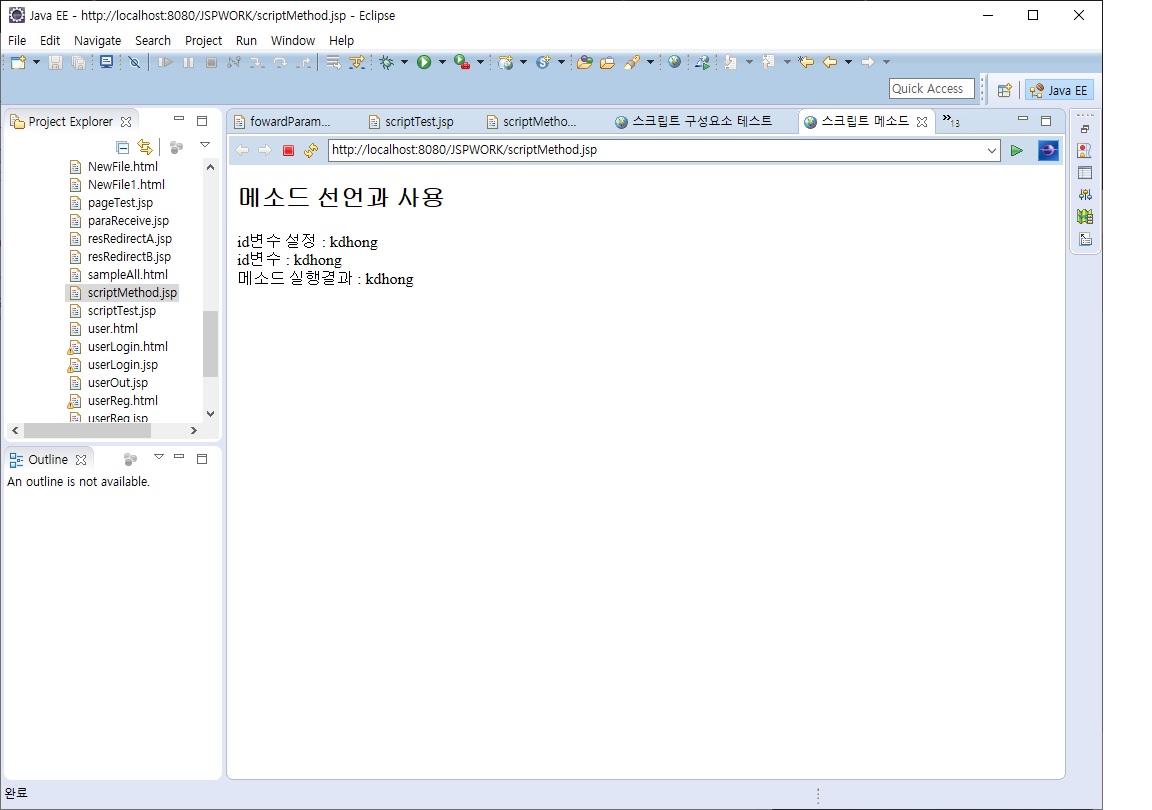 Java EE - http://localhost:8080/JSPWORK/scriptMethod.jsp - Eclipse
File Edit Navigate Search Project Run Window Help
Quick Access
Java EE
Project Explorer
NewFile.html
NewFile1.html
pageTest.jsp
paraReceive.jsp
resRedirectA.jsp
resRedirectB.jsp
sampleAll.html
scriptMethod.jsp
scriptTest.jsp
user.html
userLogin.html
userLogin.jsp
userOut.jsp
userReg.html
userReg.jsp
Outline
An outline is not available.
fowardParam... scriptTest.jsp scriptMetho... 스크립트 구성요소 테스트 스크립트 메소드 »13
http://localhost:8080/JSPWORK/scriptMethod.jsp
메소드 선언과 사용
id변수 설정 : kdhong
id변수 : kdhong
메소드 실행결과 : kdhong
완료